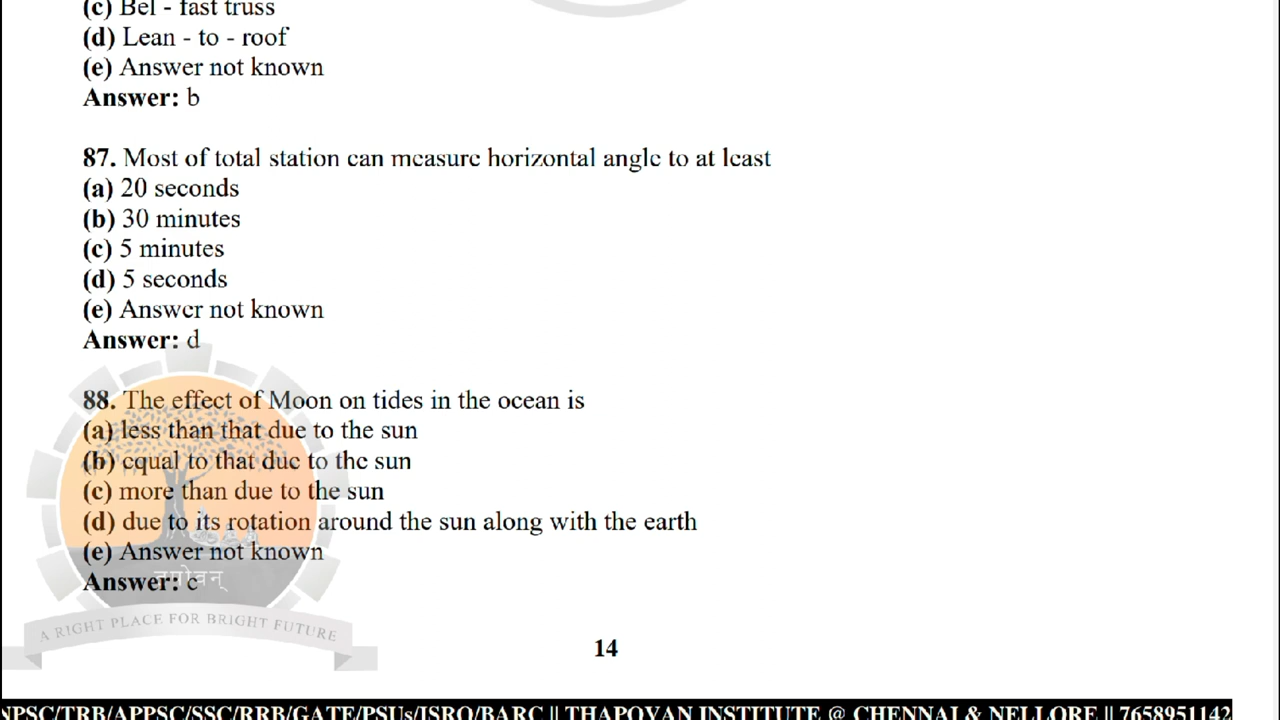 (c) Bel - fast truss
(d) Lean - to - roof
(e) Answer not known
Answer: b
87. Most of total station can measure horizontal angle to at least
(a) 20 seconds
(b) 30 minutes
(c) 5 minutes
(d) 5 seconds
(e) Answer not known
Answer: d
88. The effect of Moon on tides in the ocean is
(a) less than that due to the sun
(b) equal to that due to the sun
(c) more than due to the sun
(d) due to its rotation around the sun along with the earth
(e) Answer not known
तपोवन्
Answer: c
A RIGHT PLACE FOR BRIGHT FUTURE
14
NPSC/TRB/APPSC/SSC/RRB/GATE/PSUs/ISRO/BARC || THAPOVAN INSTITUTE @ CHENNAI & NELLORE || 7658951142